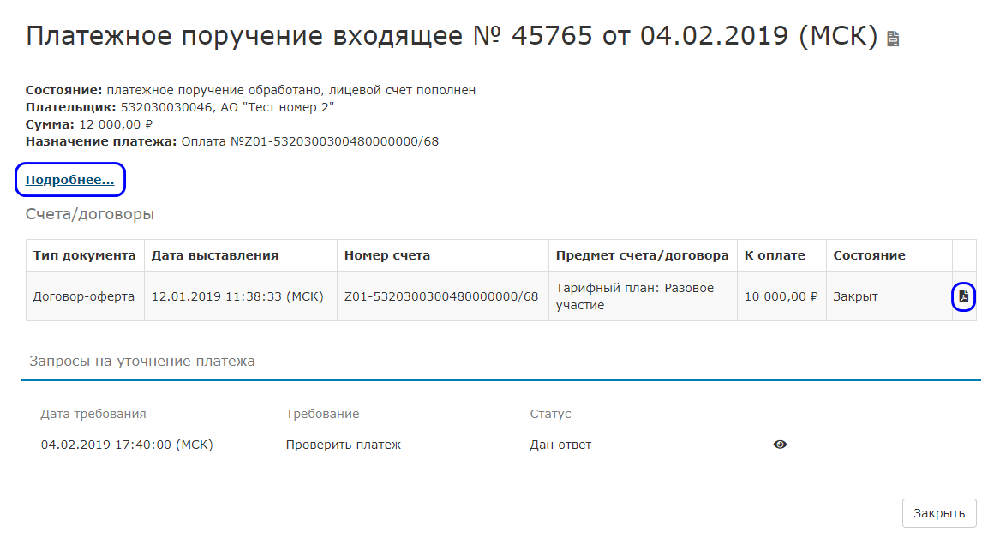 Платежное поручение входящее № 45765 от 04.02.2019 (МСК)
Состояние: платежное поручение обработано, лицевой счет пополнен
Плательщик: 532030030046, АО "Тест номер 2"
Сумма: 12 000,00 ₽
Назначение платежа: Оплата №Z01-5320300300480000000/68
Подробнее...
Счета/договоры
Тип документа Дата выставления Номер счета Предмет счета/договора К оплате Состояние
Договор-оферта 12.01.2019 11:38:33 (МСК) Z01-5320300300480000000/68 Тарифный план: Разовое
участие 10 000,00 ₽ Закрыт
Запросы на уточнение платежа
Дата требования Требование Статус
04.02.2019 17:40:00 (МСК) Проверить платеж Дан ответ
Закрыть